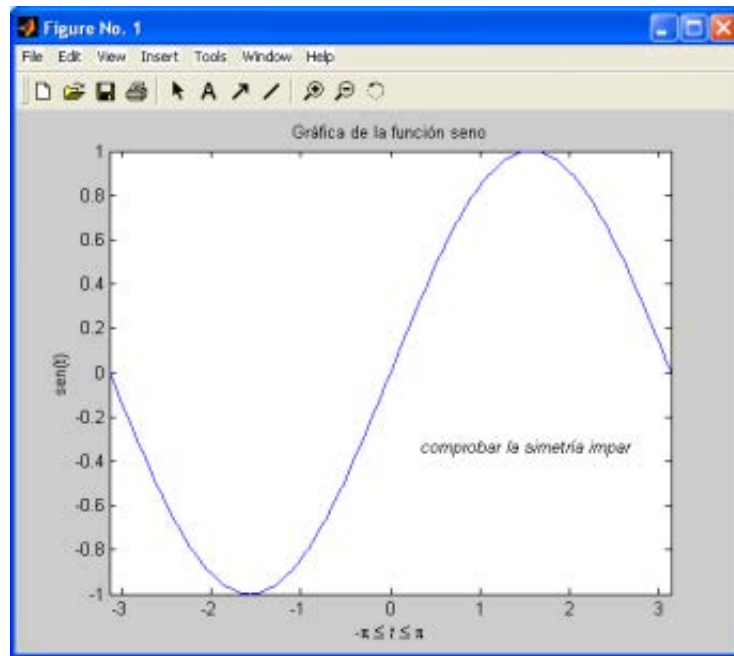 Figure No. 1
File Edit View Insert Tools Window Help
A
Gráfica de la función seno
1
0.8
0.6
0.4
0.2
0
-0.2
-0.4
-0.6
-0.8
-1
sen(t)
comprobar la simetría impar
-3 -2 -1 0 1 2 3
-π ≤ t ≤ π